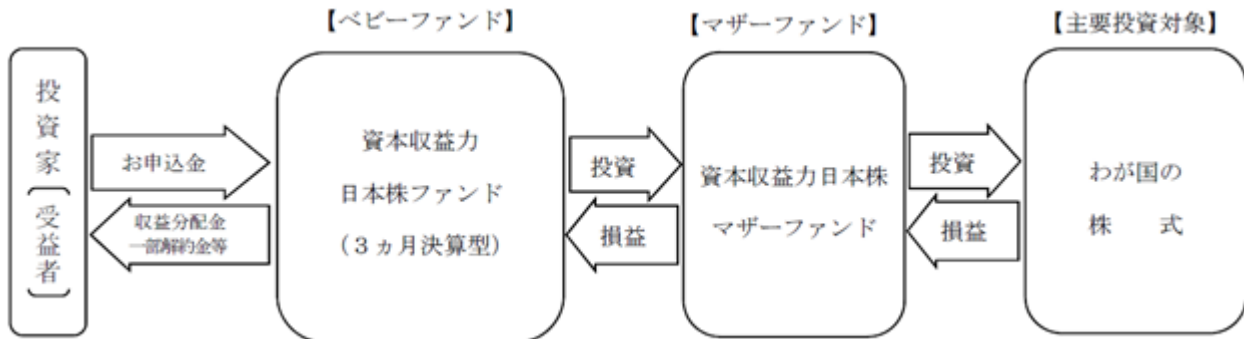 【ベビーファンド】
【マザーファンド】
【主要投資対象】
投資家(受益者)
お申込金
収益分配金
一部解約金等
資本収益力
日本株ファンド
(3ヵ月決算型)
投資
損益
資本収益力日本株
マザーファンド
投資
損益
わが国の
株 式